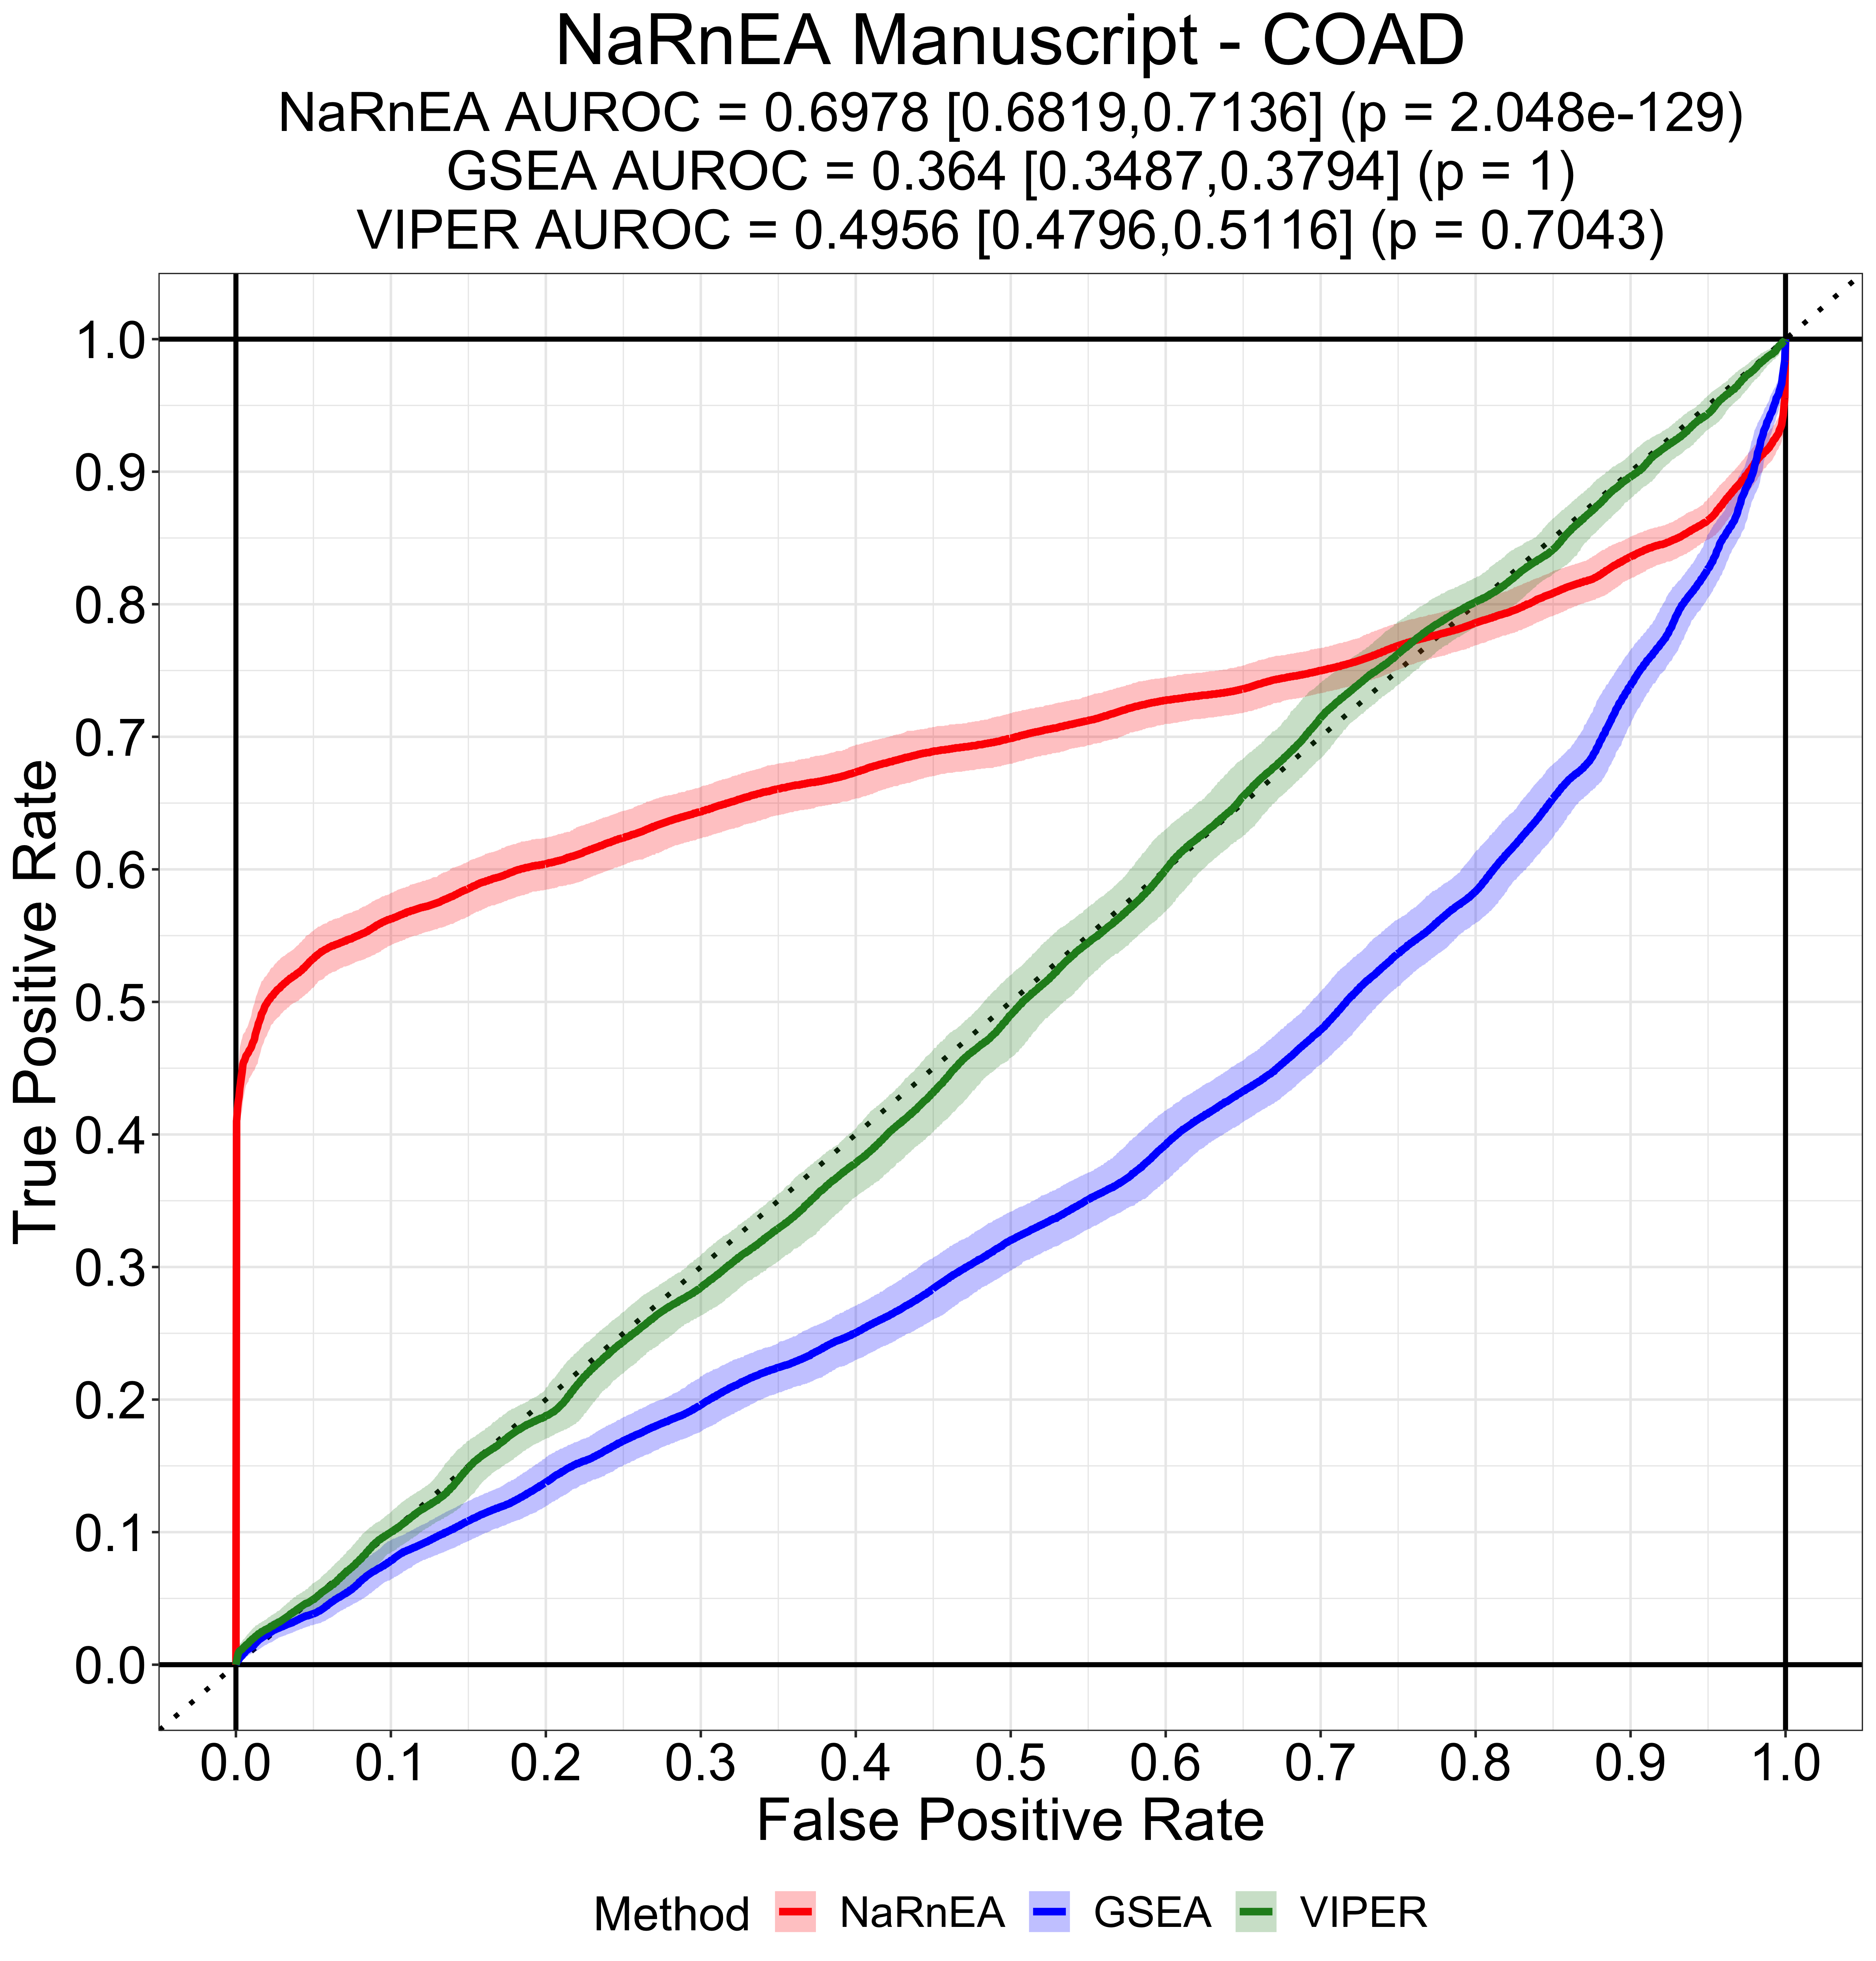 NaRnEA Manuscript - COAD
NaRnEA AUROC = 0.6978 [0.6819,0.7136] (p = 2.048e-129)
GSEA AUROC = 0.364 [0.3487,0.3794] (p = 1)
VIPER AUROC = 0.4956 [0.4796,0.5116] (p = 0.7043)
True Positive Rate
1.0
0.9
0.8
0.7
0.6
0.5
0.4
0.3
0.2
0.1
0.0
0.0 0.1 0.2 0.3 0.4 0.5 0.6 0.7 0.8 0.9 1.0
False Positive Rate
Method NaRnEA GSEA VIPER